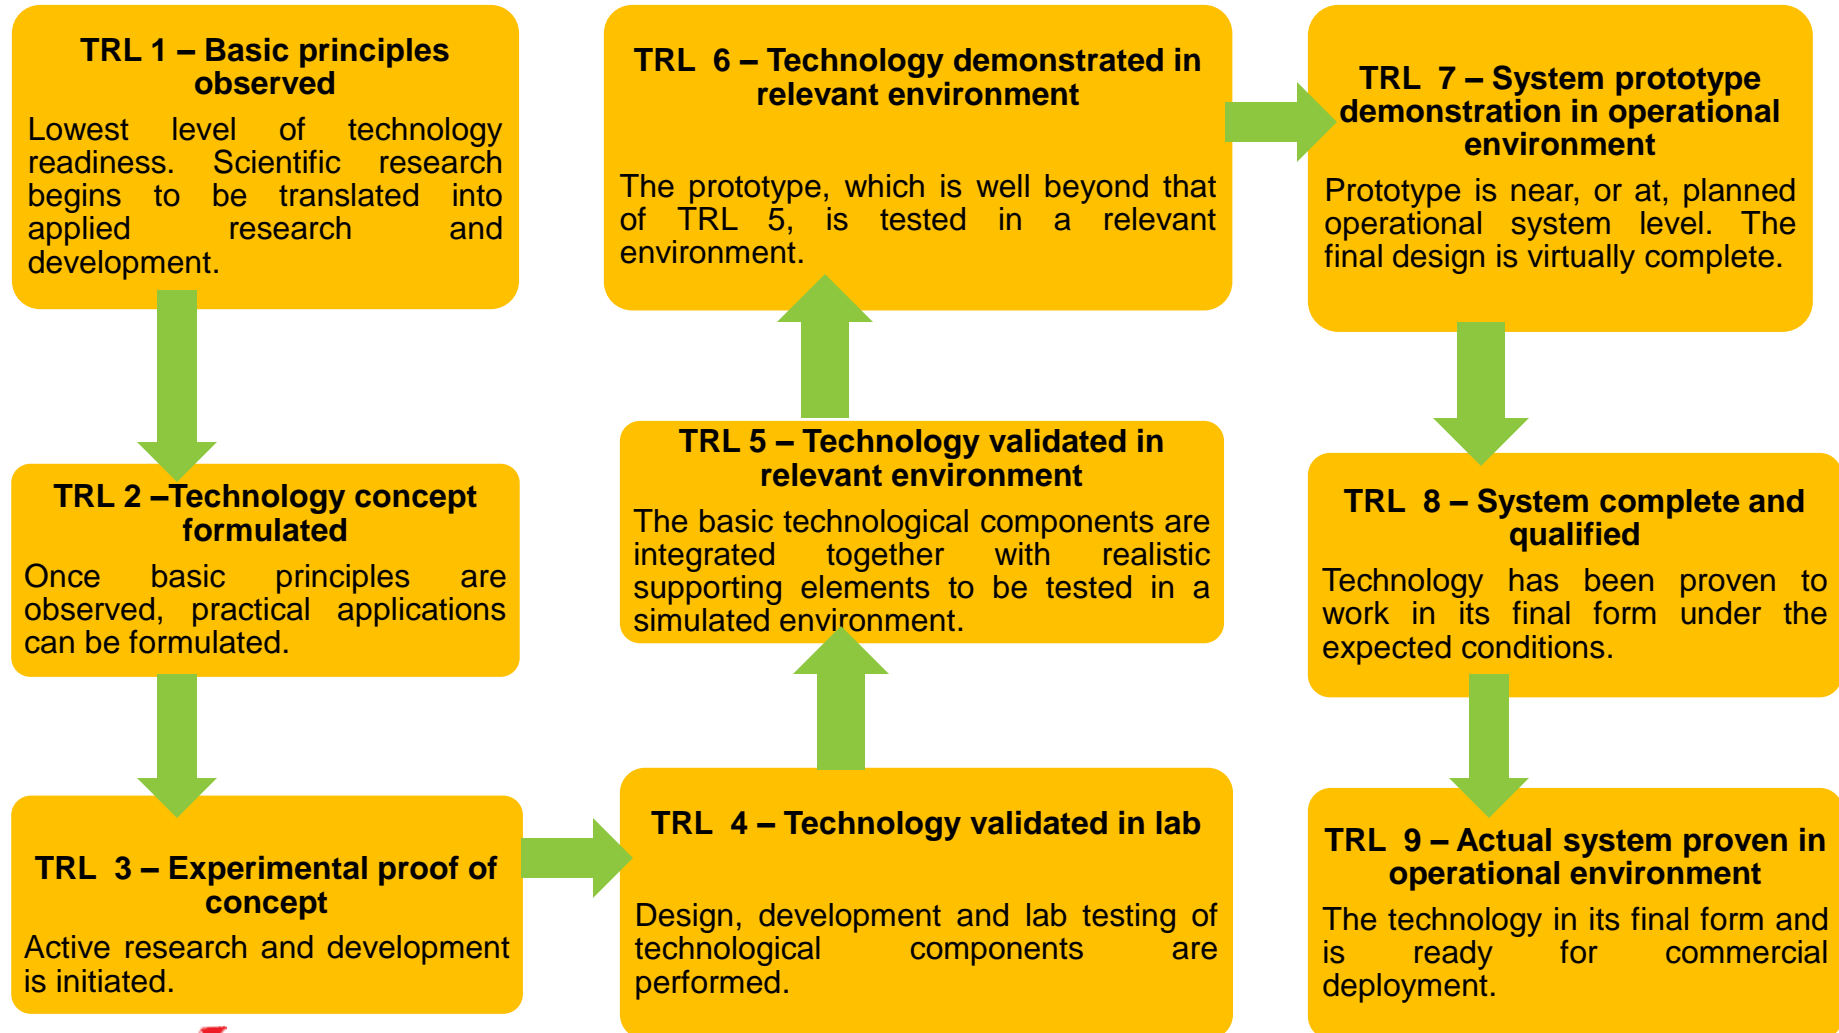 TRL 1 – Basic principles
observed
Lowest level of technology
readiness. Scientific research
begins to be translated into
applied research and
development.
TRL 2 –Technology concept
formulated
Once basic principles are
observed, practical applications
can be formulated.
TRL 3 – Experimental proof of
concept
Active research and development
is initiated.
TRL 4 – Technology validated in lab
Design, development and lab testing of
technological components are
performed.
TRL 5 – Technology validated in
relevant environment
The basic technological components are
integrated together with realistic
supporting elements to be tested in a
simulated environment.
TRL 6 – Technology demonstrated in
relevant environment
The prototype, which is well beyond that
of TRL 5, is tested in a relevant
environment.
TRL 7 – System prototype
demonstration in operational
environment
Prototype is near, or at, planned
operational system level. The
final design is virtually complete.
TRL 8 – System complete and
qualified
Technology has been proven to
work in its final form under the
expected conditions.
TRL 9 – Actual system proven in
operational environment
The technology in its final form and
is ready for commercial
deployment.